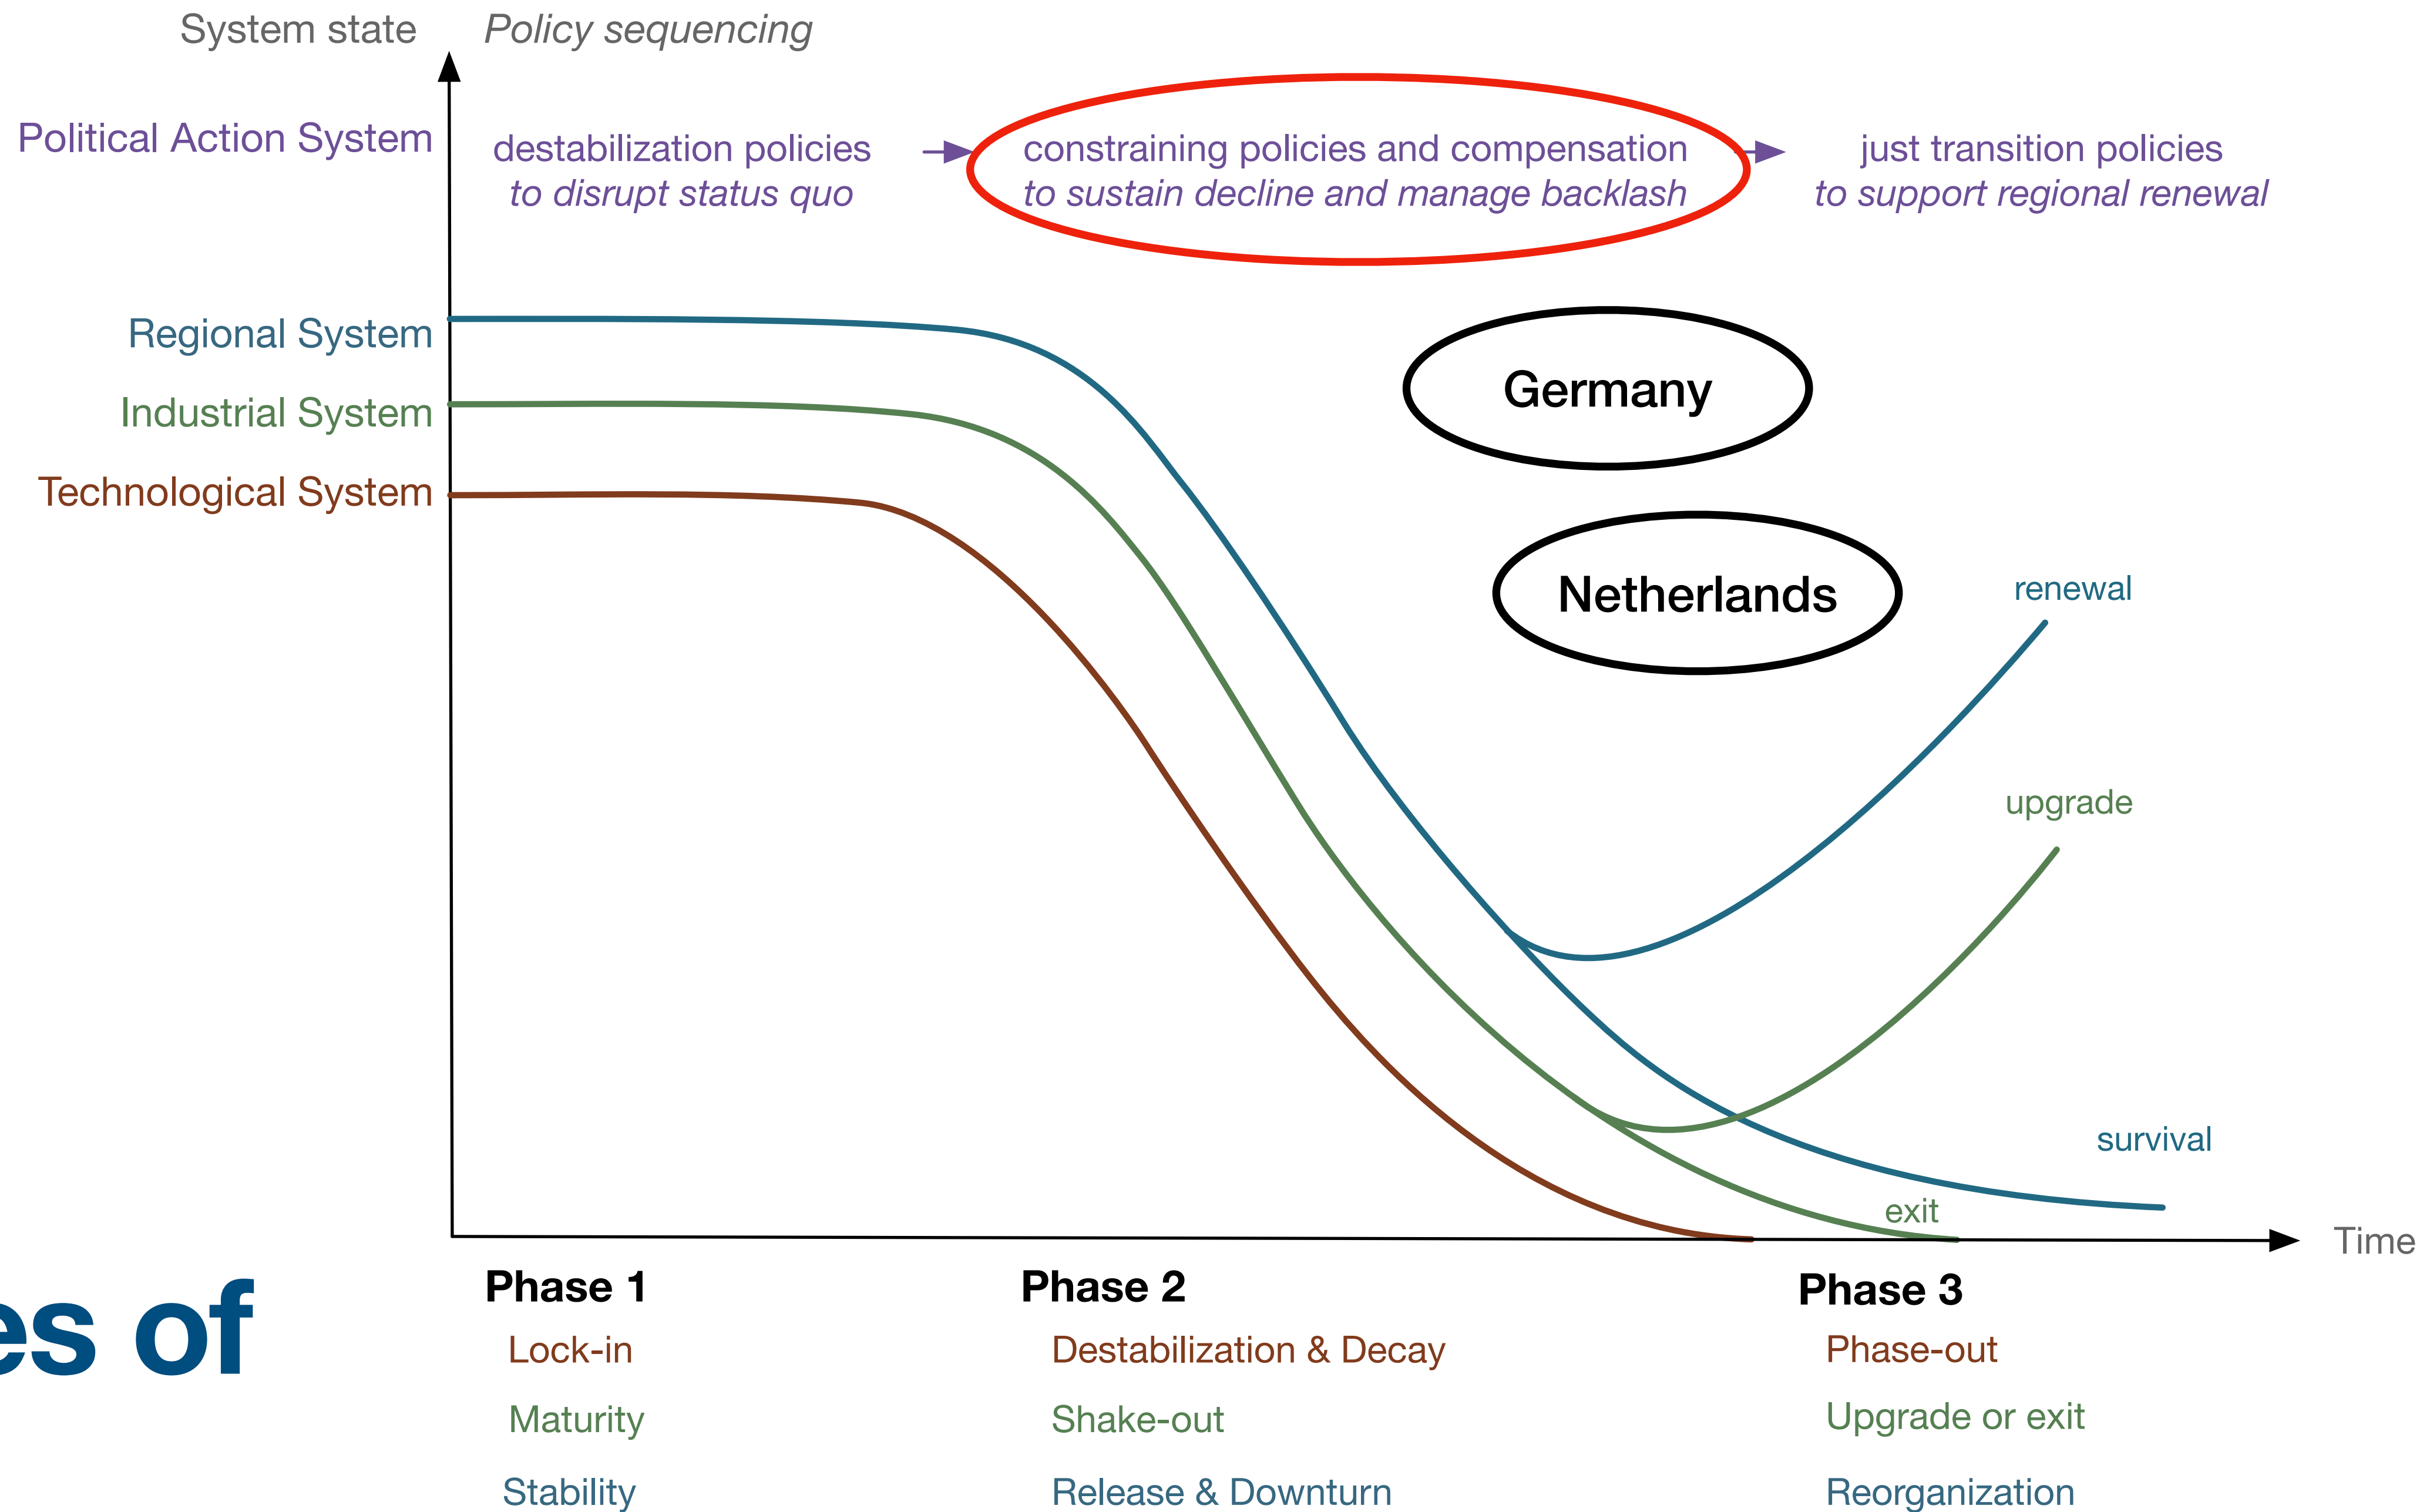 System state
Policy sequencing
Political Action System
destabilization policies
to disrupt status quo
constraining policies and compensation
to sustain decline and manage backlash
just transition policies
to support regional renewal
Regional System
Industrial System
Technological System
Germany
Netherlands
renewal
upgrade
survival
exit
Time
Phase 1
Phase 2
Phase 3
Lock-in
Destabilization & Decay
Phase-out
Maturity
Shake-out
Upgrade or exit
Stability
Release & Downturn
Reorganization
of